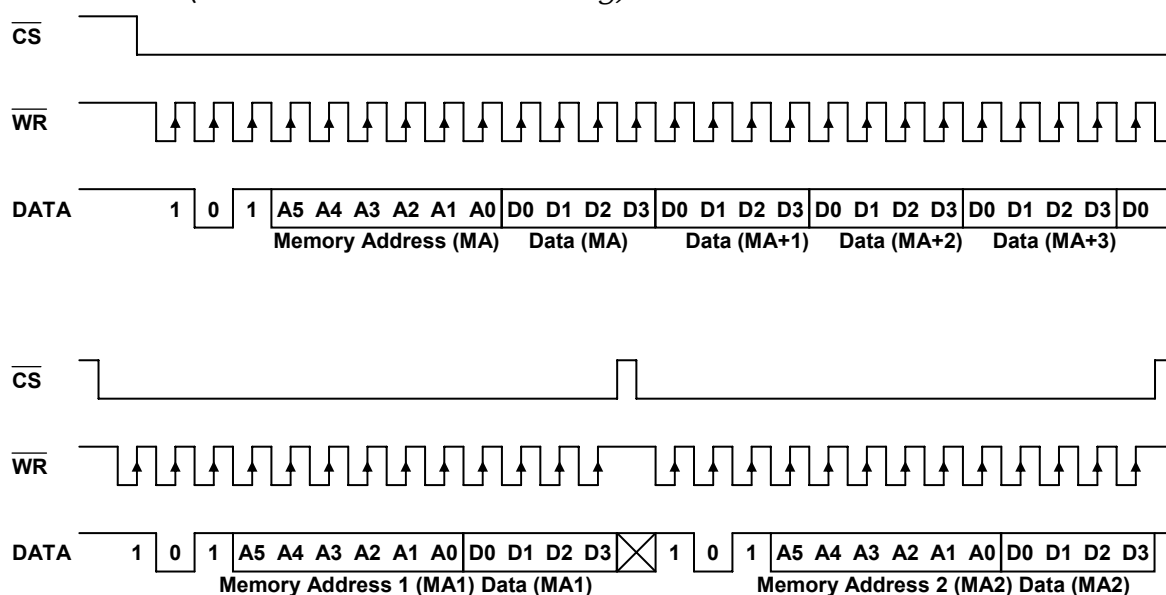 CS
WR
DATA 1 0 1 A5 A4 A3 A2 A1 A0 D0 D1 D2 D3 D0 D1 D2 D3 D0 D1 D2 D3 D0 D1 D2 D3 D0
Memory Address (MA) Data (MA) Data (MA+1) Data (MA+2) Data (MA+3)
CS
WR
DATA 1 0 1 A5 A4 A3 A2 A1 A0 D0 D1 D2 D3 1 0 1 A5 A4 A3 A2 A1 A0 D0 D1 D2 D3
Memory Address 1 (MA1) Data (MA1) Memory Address 2 (MA2) Data (MA2)